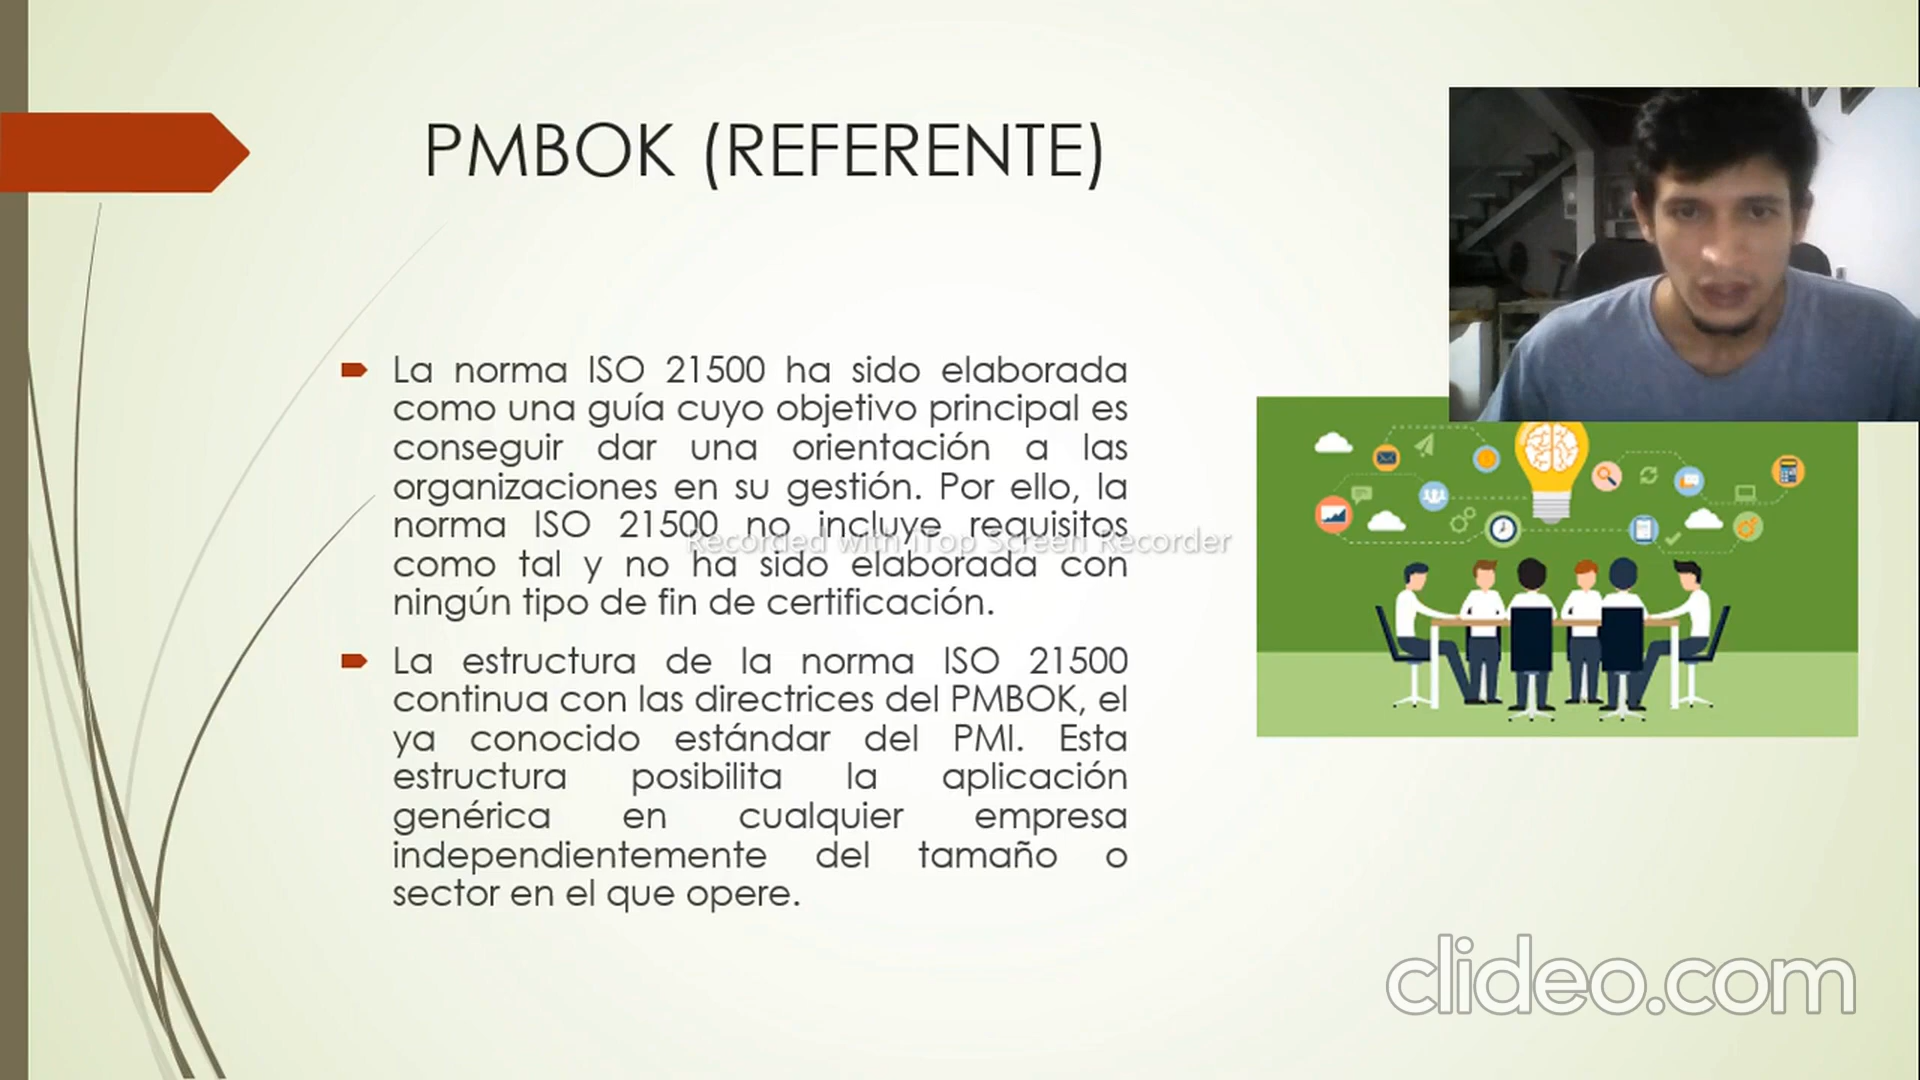 PMBOK (REFERENTE)
La norma ISO 21500 ha sido elaborada
como una guía cuyo objetivo principal es
conseguir dar una orientación a las
organizaciones en su gestión. Por ello, la
norma ISO 21500 no incluye requisitos
Recorded with iTop Screen Recorder
como tal y no ha sido elaborada con
ningún tipo de fin de certificación.
La estructura de la norma ISO 21500
continua con las directrices del PMBOK, el
ya conocido estándar del PMI. Esta
estructura posibilita la aplicación
genérica en cualquier empresa
independientemente del tamaño o
sector en el que opere.
clideo.com